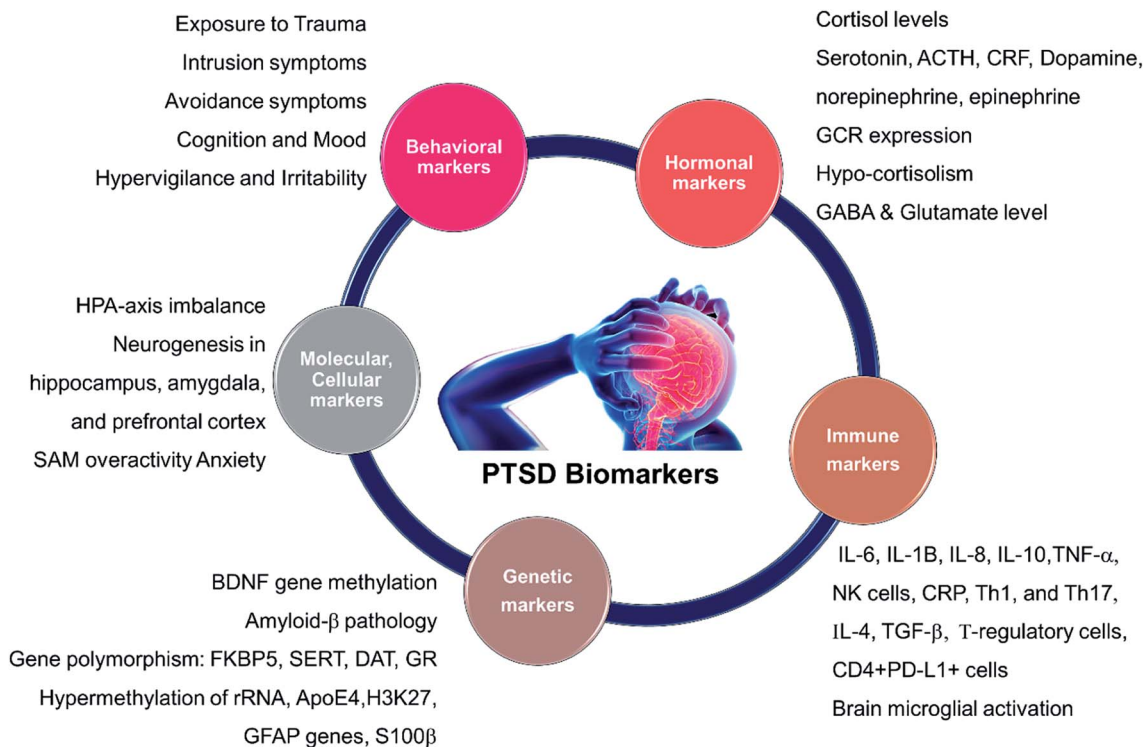 Exposure to Trauma
Intrusion symptoms
Avoidance symptoms
Cognition and Mood
Hypervigilance and Irritability
Behavioral
markers
Cortisol levels
Serotonin, ACTH, CRF, Dopamine,
norepinephrine, epinephrine
GCR expression
Hypo-cortisolism
GABA & Glutamate level
Hormonal
markers
HPA-axis imbalance
Neurogenesis in
hippocampus, amygdala,
and prefrontal cortex
SAM overactivity Anxiety
Molecular,
Cellular
markers
PTSD Biomarkers
Immune
markers
IL-6, IL-1B, IL-8, IL-10,TNF-α,
NK cells, CRP, Th1, and Th17,
IL-4, TGF-β, T-regulatory cells,
CD4+PD-L1+ cells
Brain microglial activation
Genetic
markers
BDNF gene methylation
Amyloid-β pathology
Gene polymorphism: FKBP5, SERT, DAT, GR
Hypermethylation of rRNA, ApoE4,H3K27,
GFAP genes, S100β